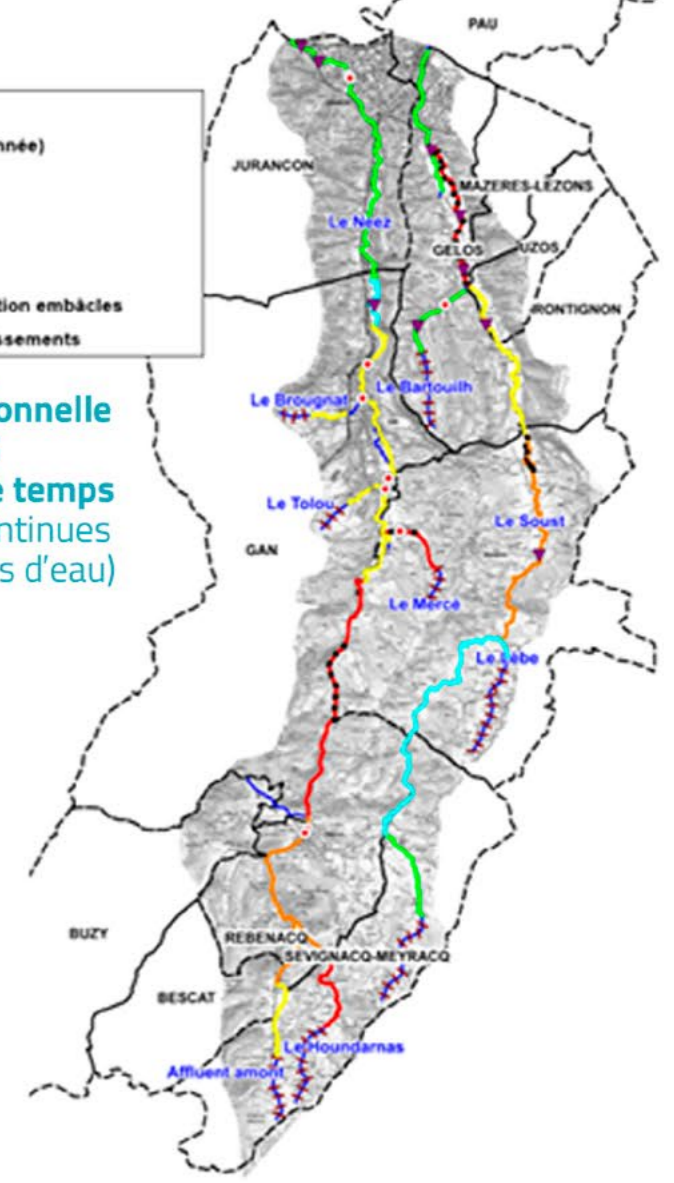 PAU
nnée)
JURANCON
MAZERES-LEZONS
Le Neez
GELOS
UZOS
tion embâcles
RONTIGNON
ssements
onnelle
Le Bartouilh
Le Brougnat
e temps
Le Tolou
ntinues
Le Soust
GAN
s d'eau)
Le Mercé
Le Lèbe
BUZY
REBENACQ
SEVIGNACQ-MEYRACQ
BESCAT
Le Houndarnas
Affluent amont